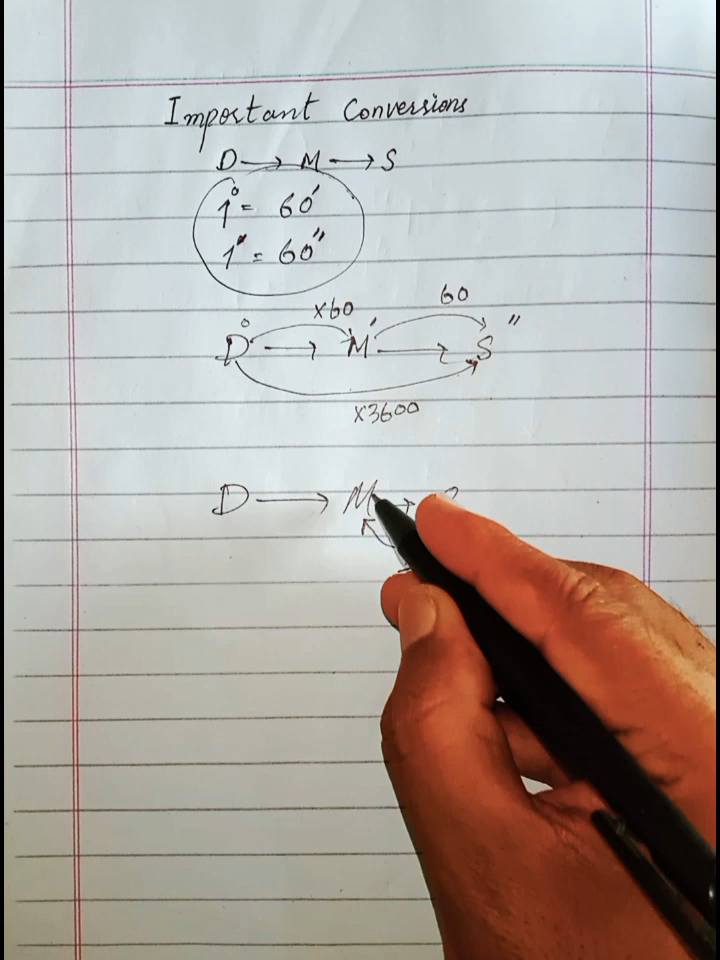 Important Conversions
D → M → S
1° = 60′
1′ = 60″
×60 60
D° → M′ → S″
×3600
D → M →